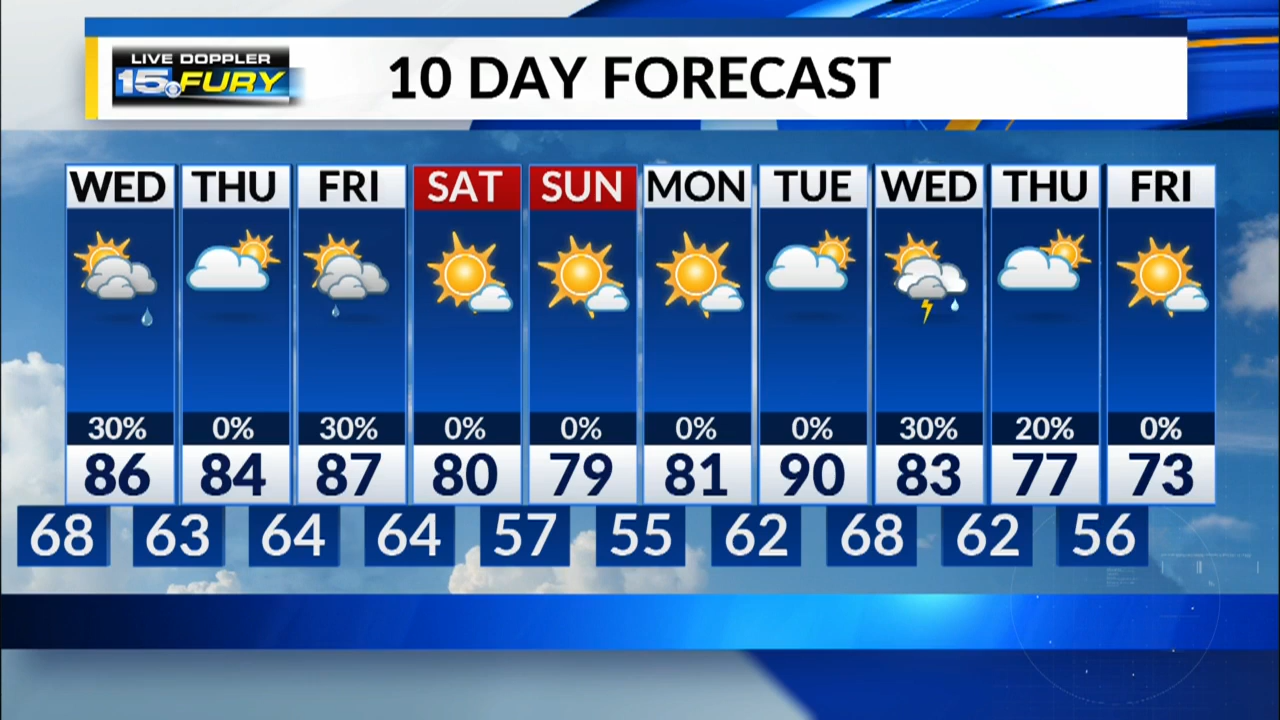 LIVE DOPPLER
15 FURY
10 DAY FORECAST
WED THU FRI SAT SUN MON TUE WED THU FRI
30% 0% 30% 0% 0% 0% 0% 30% 20% 0%
86 84 87 80 79 81 90 83 77 73
68 63 64 64 57 55 62 68 62 56